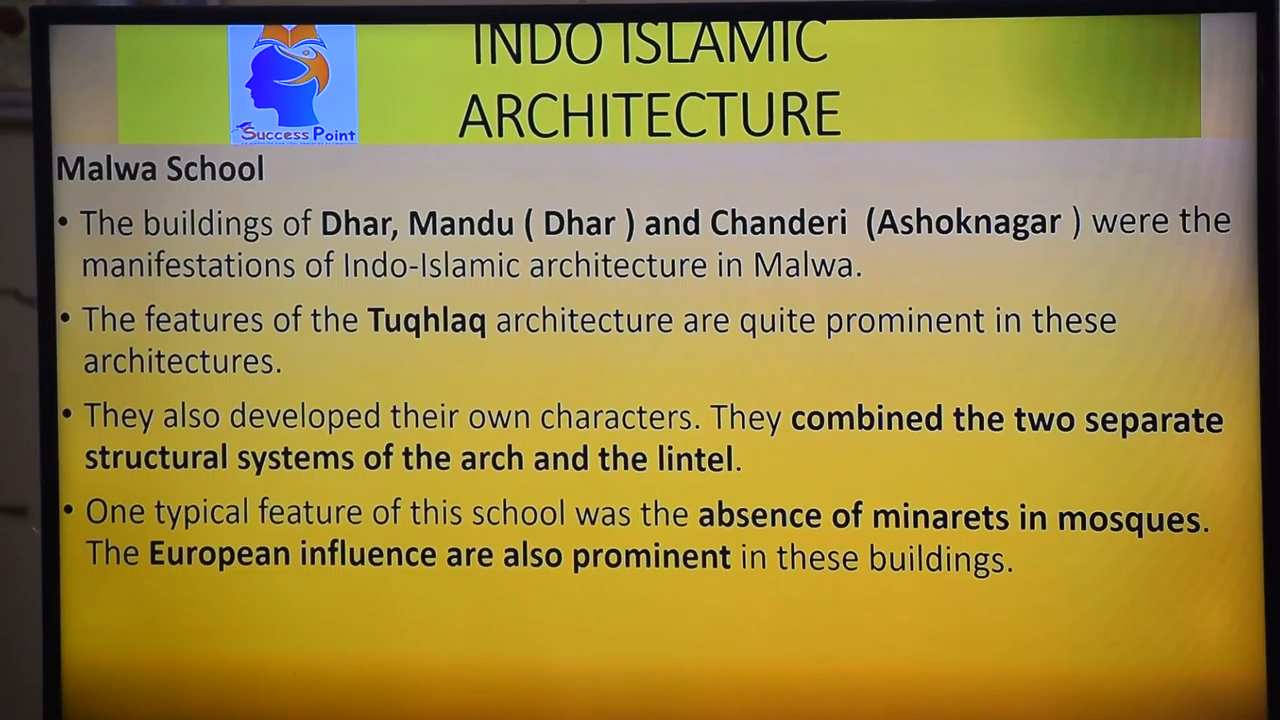 INDO ISLAMIC
ARCHITECTURE
Success Point
Malwa School
• The buildings of Dhar, Mandu ( Dhar ) and Chanderi (Ashoknagar ) were the
manifestations of Indo-Islamic architecture in Malwa.
• The features of the Tuqhlaq architecture are quite prominent in these
architectures.
• They also developed their own characters. They combined the two separate
structural systems of the arch and the lintel.
• One typical feature of this school was the absence of minarets in mosques.
The European influence are also prominent in these buildings.